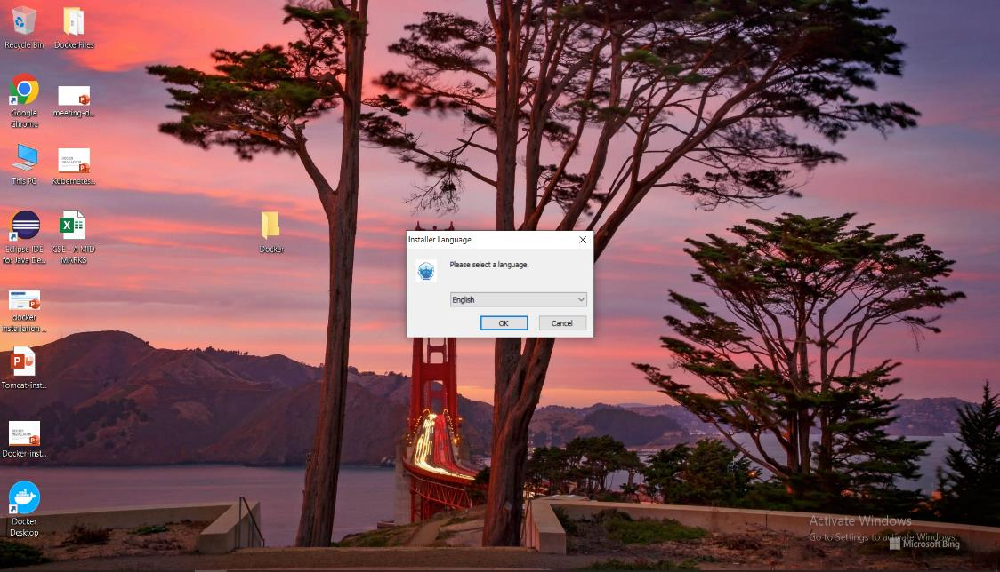 Recycle Bin
DockerFiles
Google
Chrome
meeting-d...
This PC
Kubernetes...
Eclipse IDE
for Java De...
CSE - A MID
MARKS
Docker
docker
installation ...
Tomcat-inst...
DOCKER
INSTALLATION
Docker-inst...
Docker
Desktop
Installer Language
Please select a language.
English
OK
Cancel
Activate Windows
Go to Settings to activate Windows.
Microsoft Bing